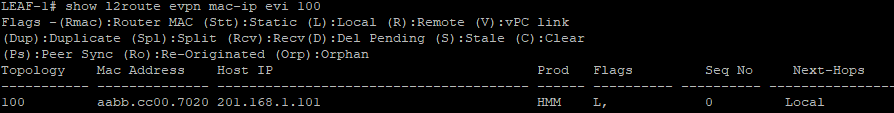 LEAF-1# show l2route evpn mac-ip evi 100
Flags -(Rmac):Router MAC (Stt):Static (L):Local (R):Remote (V):vPC link
(Dup):Duplicate (Spl):Split (Rcv):Recv(D):Del Pending (S):Stale (C):Clear
(Ps):Peer Sync (Ro):Re-Originated (Orp):Orphan
Topology    Mac Address    Host IP                                 Prod   Flags         Seq No     Next-Hops
----------- -------------- --------------------------------------- ------ ---------- ---------- ---------------
100         aabb.cc00.7020 201.168.1.101                           HMM    L,            0         Local